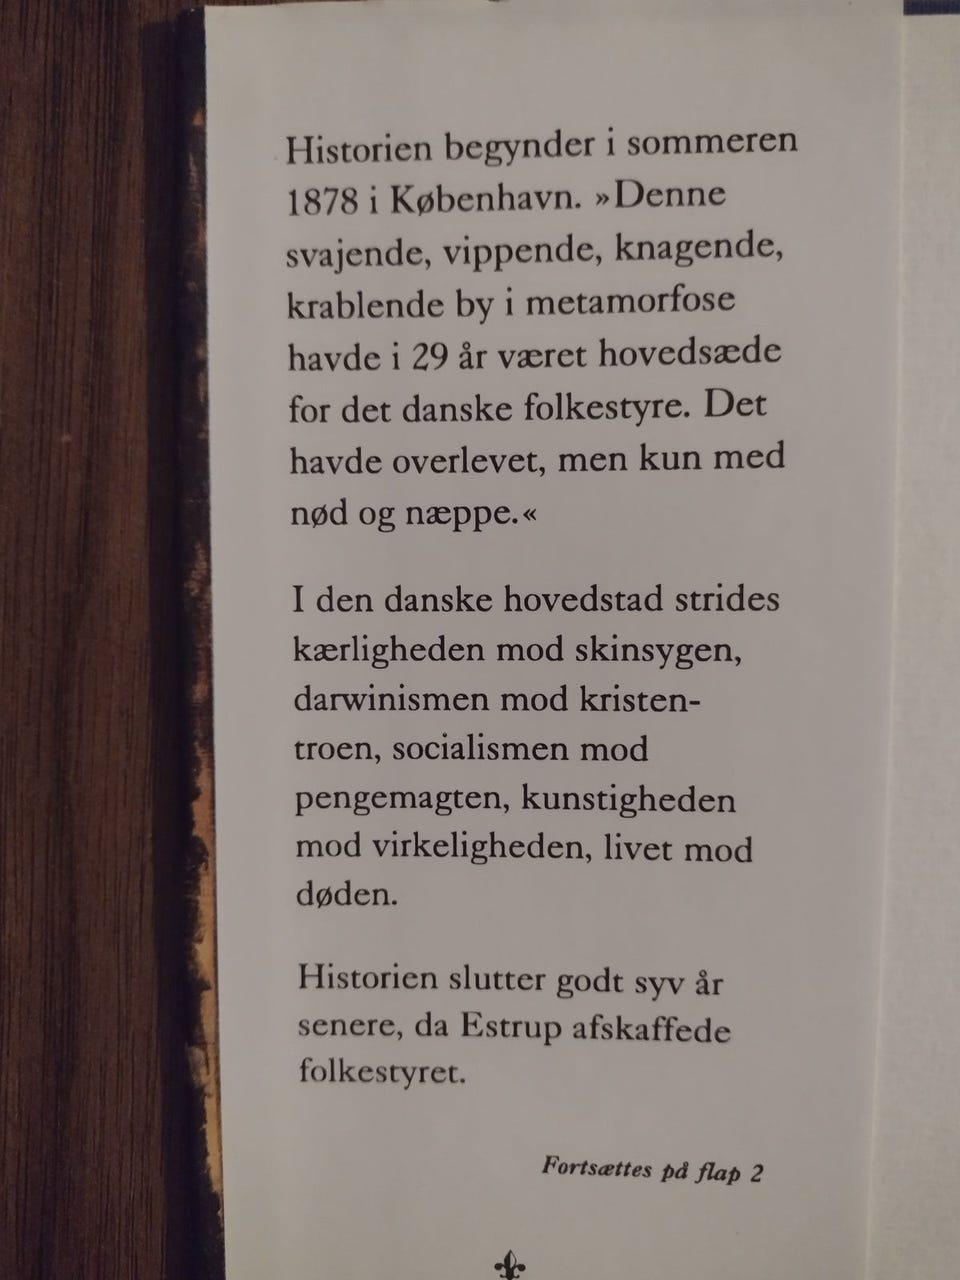 Historien begynder i sommeren
1878 i København. »Denne
svajende, vippende, knagende,
krablende by i metamorfose
havde i 29 år været hovedsæde
for det danske folkestyre. Det
havde overlevet, men kun med
nød og næppe.«
I den danske hovedstad strides
kærligheden mod skinsygen,
darwinismen mod kristen-
troen, socialismen mod
pengemagten, kunstigheden
mod virkeligheden, livet mod
døden.
Historien slutter godt syv år
senere, da Estrup afskaffede
folkestyret.
Fortsættes på flap 2